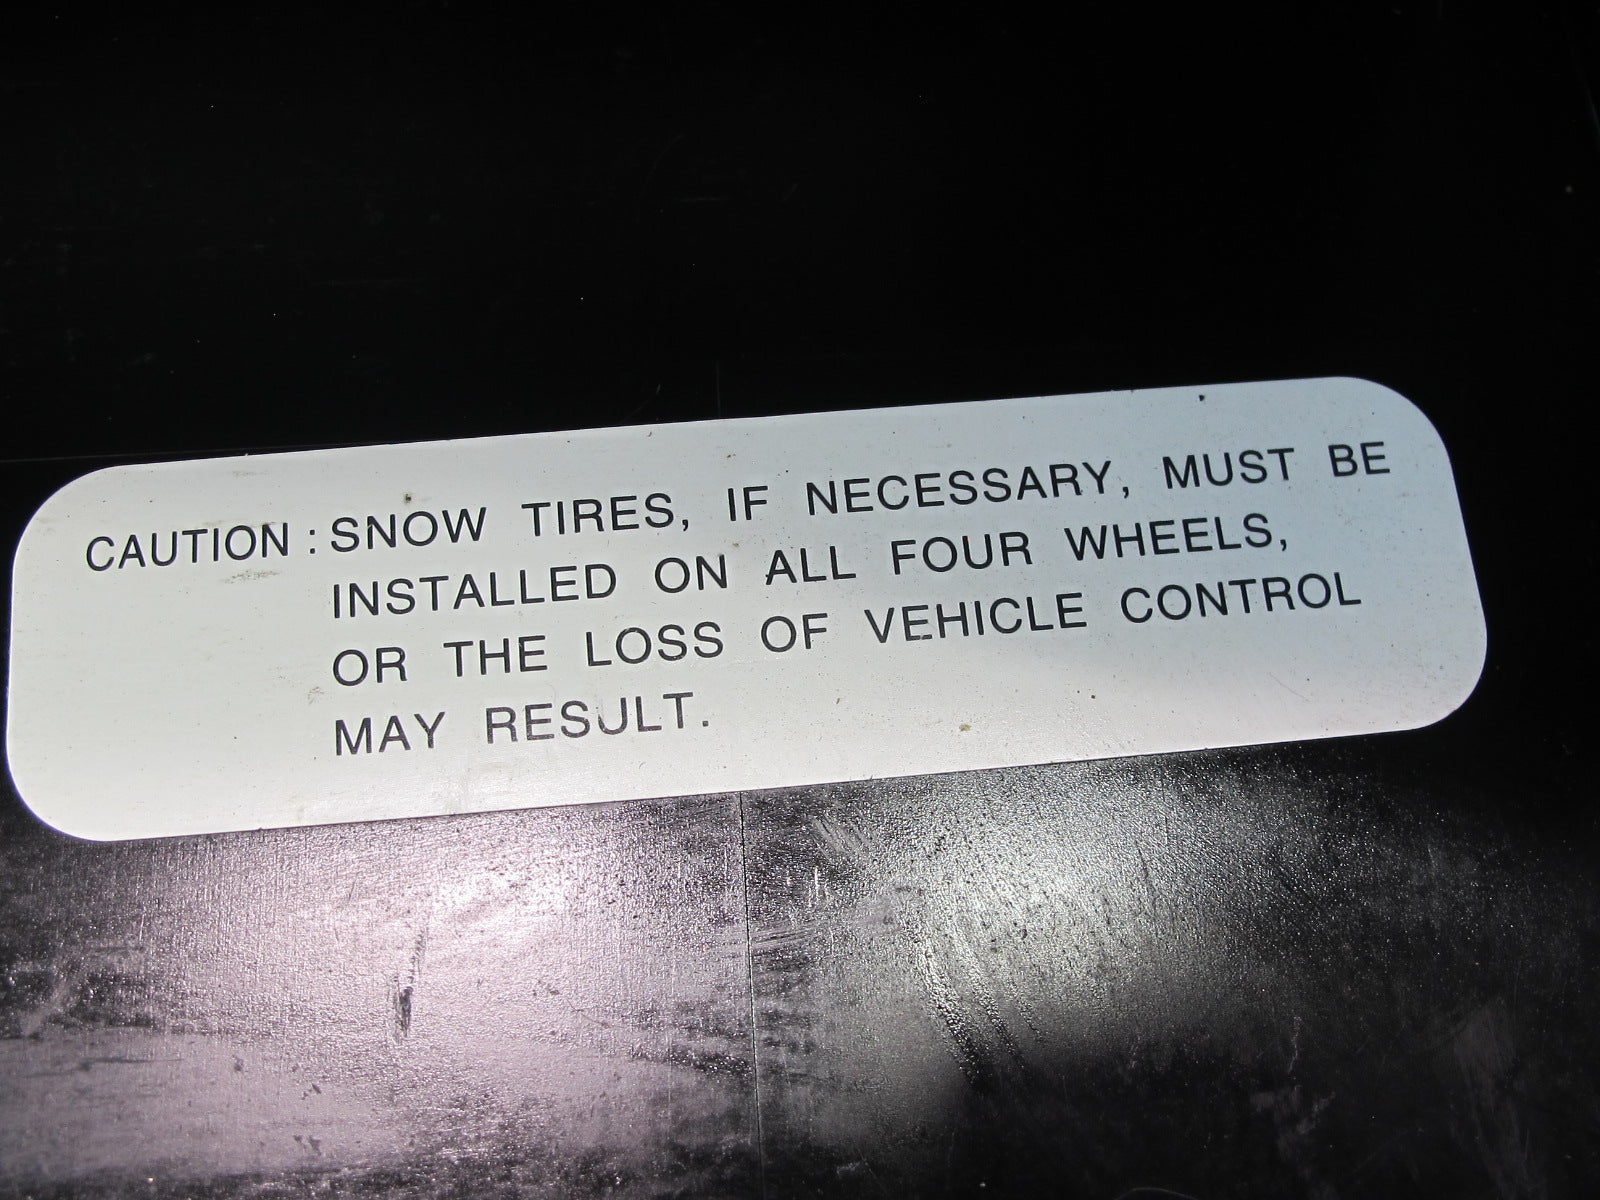 CAUTION : SNOW TIRES, IF NECESSARY, MUST BE
INSTALLED ON ALL FOUR WHEELS,
OR THE LOSS OF VEHICLE CONTROL
MAY RESULT.